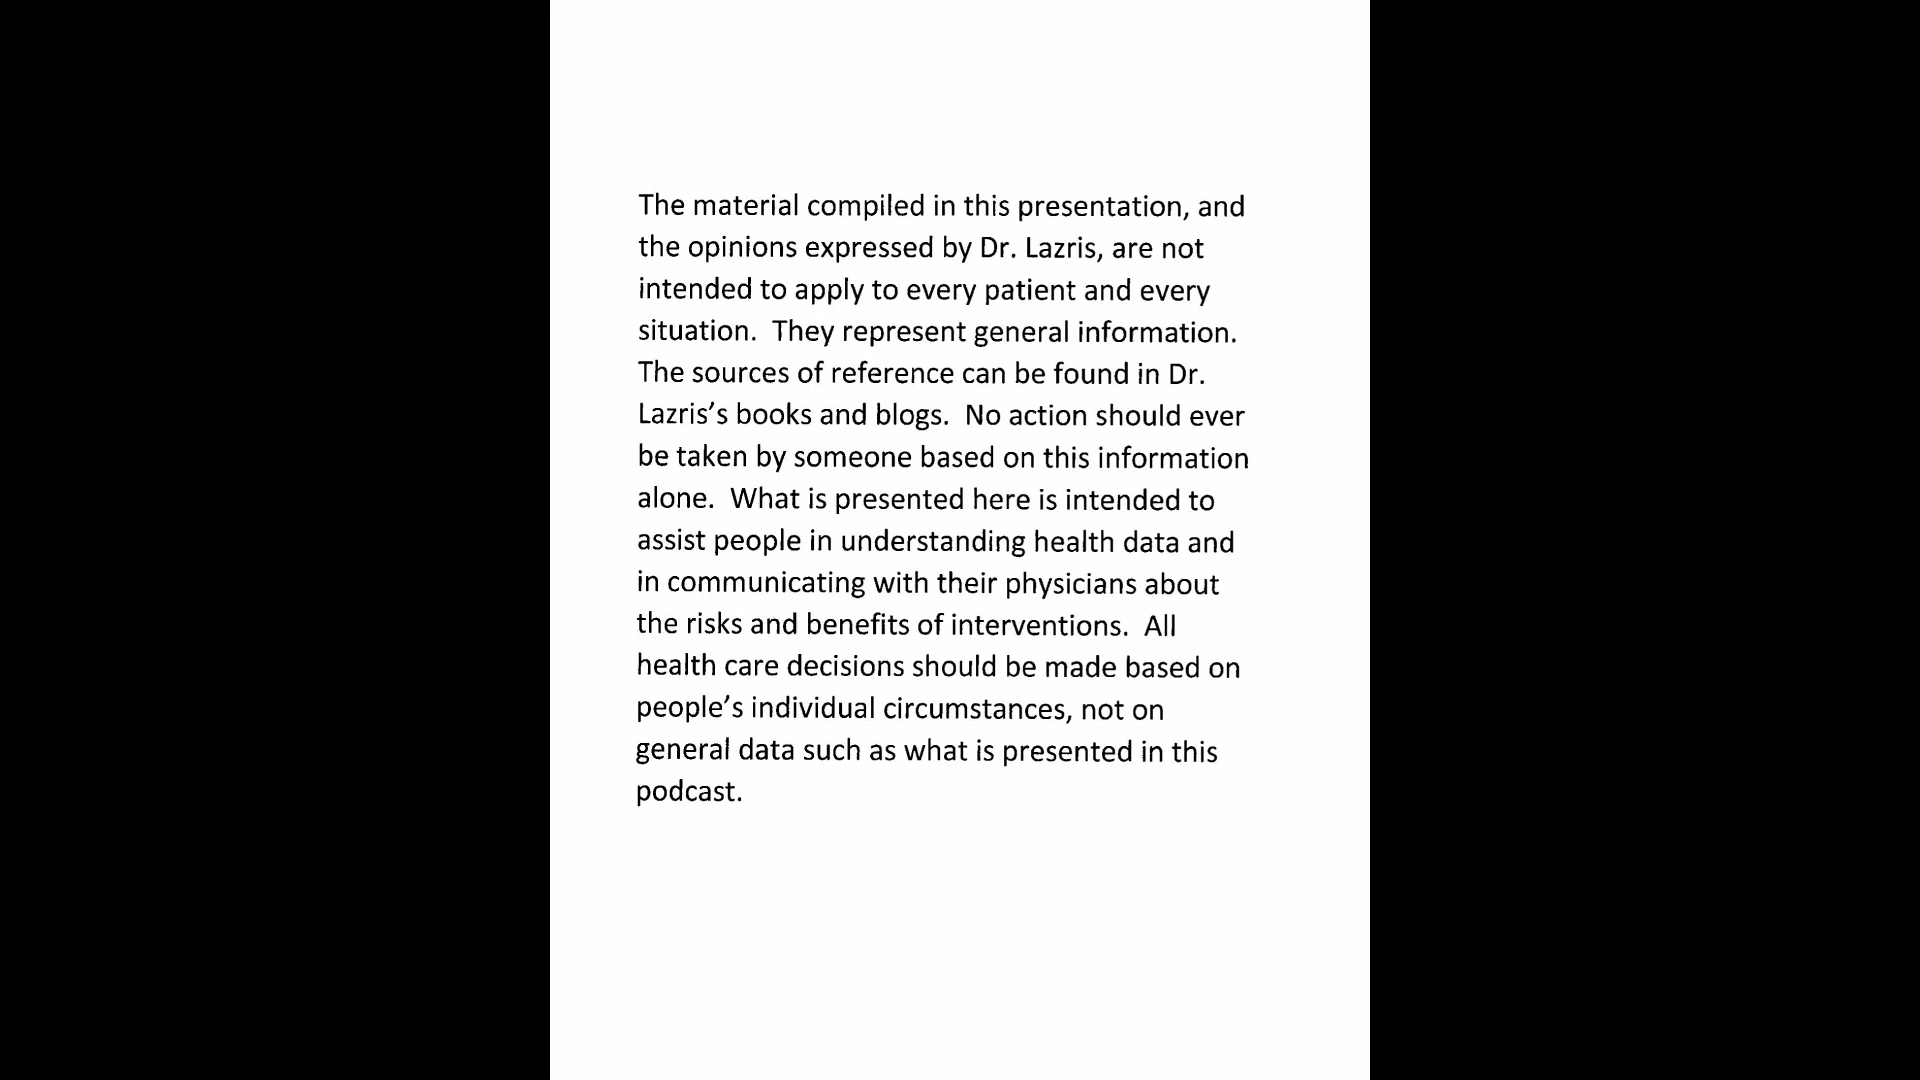 The material compiled in this presentation, and
the opinions expressed by Dr. Lazris, are not
intended to apply to every patient and every
situation.  They represent general information.
The sources of reference can be found in Dr.
Lazris’s books and blogs.  No action should ever
be taken by someone based on this information
alone.  What is presented here is intended to
assist people in understanding health data and
in communicating with their physicians about
the risks and benefits of interventions.  All
health care decisions should be made based on
people’s individual circumstances, not on
general data such as what is presented in this
podcast.